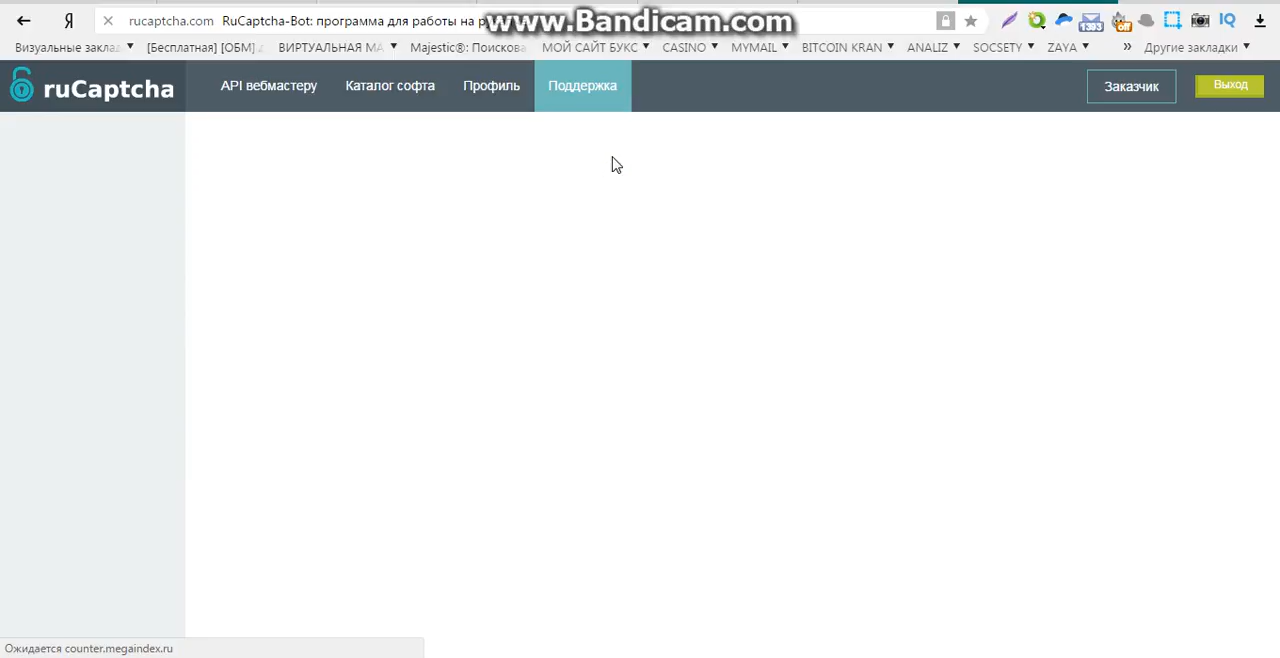 www.Bandicam.com
Я rucaptcha.com RuCaptcha-Bot: программа для работы на
Визуальные заклад [Бесплатная] [ОБМ] ВИРТУАЛЬНАЯ МА Majestic®: Поискова МОЙ САЙТ БУКС CASINO MYMAIL BITCOIN KRAN ANALIZ SOCSETY ZAYA » Другие закладки
ruCaptcha API вебмастеру Каталог софта Профиль Поддержка Заказчик Выход
Ожидается counter.megaindex.ru